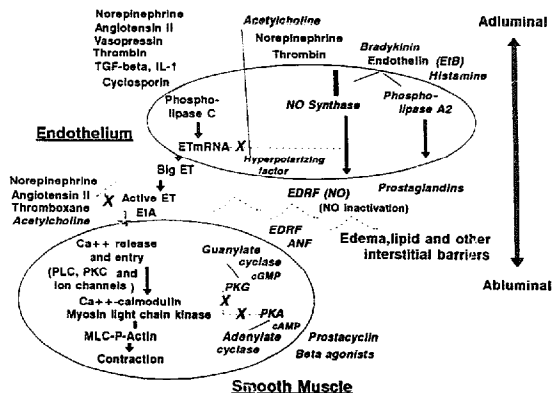 Norepinephrine
Angiotensin II
Vasopressin
Thrombin
TGF-beta, IL-1
Cyclosporin
Acetylcholine
Norepinephrine
Thrombin
Bradykinin
Endothelin (EtB)
Histamine
Adluminal
Phospho-
lipase C
NO Synthase
Phospho-
lipase A2
Endothelium
ETmRNA X
Hyperpolarizing
factor
Big ET
Norepinephrine
Angiotensin II
Thromboxane
Acetylcholine
X
Active ET
EDRF (NO)
(NO inactivation)
Prostaglandins
EDRF
ANF
Edema, lipid and other
interstitial barriers
Abluminal
Ca++ release
and entry
(PLC, PKC and
ion channels)
Ca++-calmodulin
Myosin light chain kinase
MLC-P-Actin
Contraction
Guanylate
cyclase
cGMP
PKG
X
X PKA
cAMP
Adenylate
cyclase
Prostacyclin
Beta agonists
Smooth Muscle